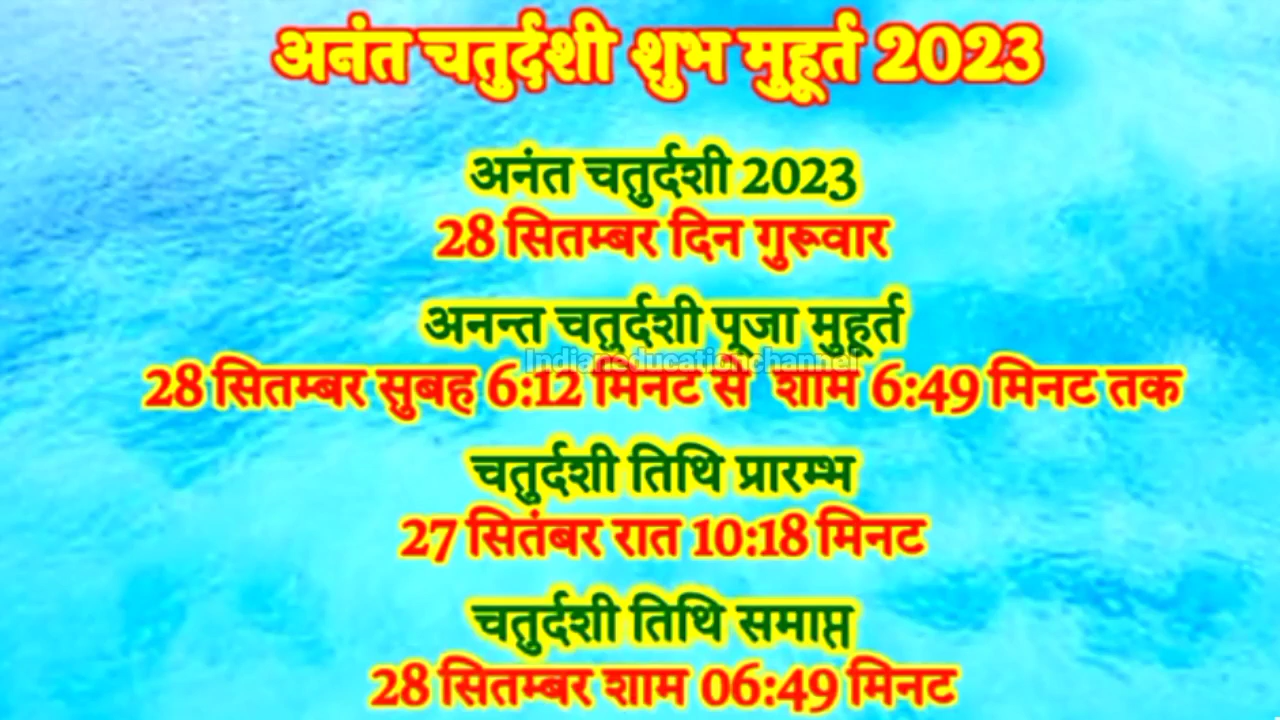 अनंत चतुर्दशी शुभ मुहूर्त 2023
अनंत चतुर्दशी 2023
28 सितम्बर दिन गुरूवार
अनन्त चतुर्दशी पूजा मुहूर्त
Indianeducationchannel
28 सितम्बर सुबह 6:12 मिनट से शाम 6:49 मिनट तक
चतुर्दशी तिथि प्रारम्भ
27 सितंबर रात 10:18 मिनट
चतुर्दशी तिथि समाप्त
28 सितम्बर शाम 06:49 मिनट